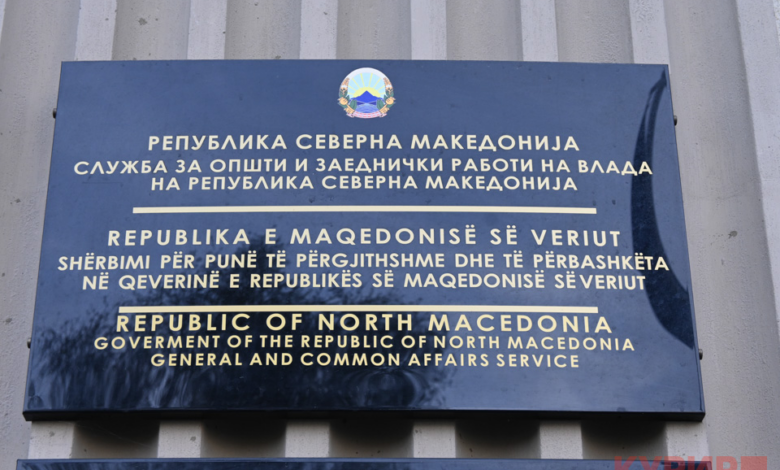 РЕПУБЛИКА СЕВЕРНА МАКЕДОНИЈА
СЛУЖБА ЗА ОПШТИ И ЗАЕДНИЧКИ РАБОТИ НА ВЛАДА
НА РЕПУБЛИКА СЕВЕРНА МАКЕДОНИЈА
REPUBLIKA E MAQEDONISË SË VERIUT
SHËRBIMI PËR PUNË TË PËRGJITHSHME DHE TË PËRBASHKËTA
NË QEVERINË E REPUBLIKËS SË MAQEDONISË SË VERIUT
REPUBLIC OF NORTH MACEDONIA
GOVERMENT OF THE REPUBLIC OF NORTH MACEDONIA
GENERAL AND COMMON AFFAIRS SERVICE